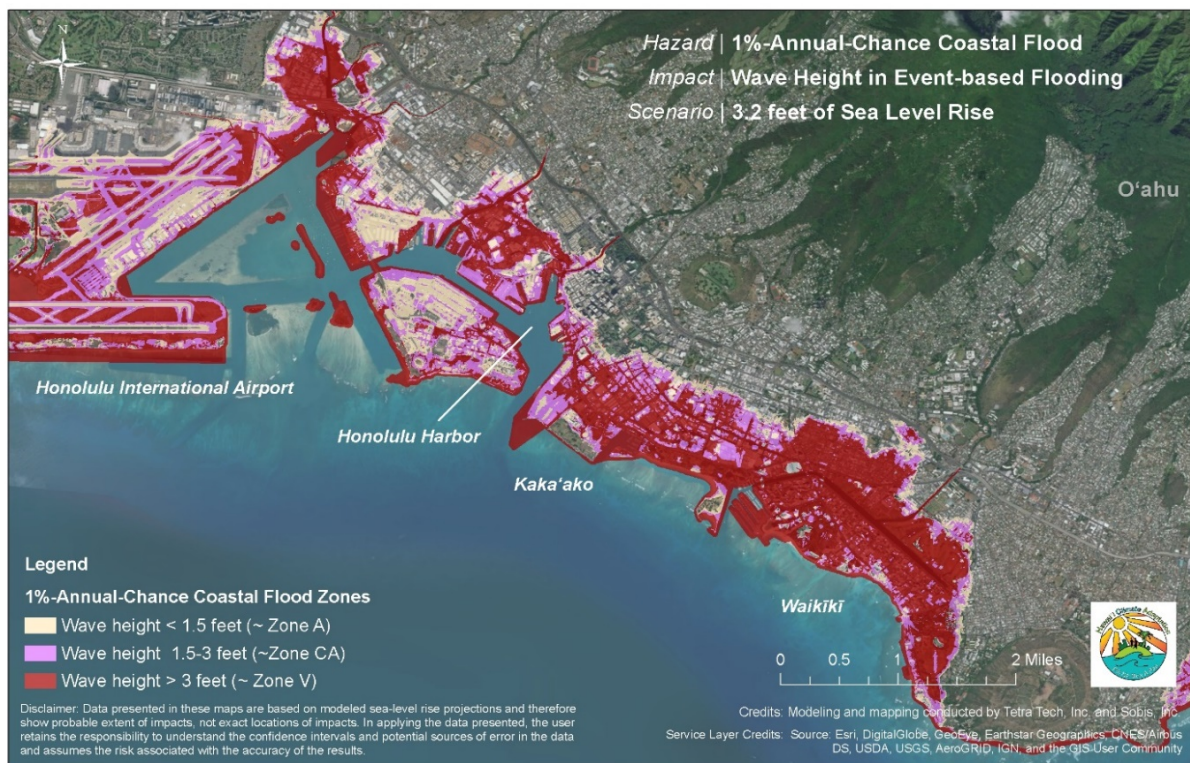 N
Hazard | 1%-Annual-Chance Coastal Flood
Impact | Wave Height in Event-based Flooding
Scenario | 3.2 feet of Sea Level Rise
O‘ahu
Honolulu International Airport
Honolulu Harbor
Kaka‘ako
Waikīkī
Legend
1%-Annual-Chance Coastal Flood Zones
Wave height < 1.5 feet (~ Zone A)
Wave height 1.5-3 feet (~Zone CA)
Wave height > 3 feet (~ Zone V)
Disclaimer: Data presented in these maps are based on modeled sea-level rise projections and therefore
show probable extent of impacts, not exact locations of impacts. In applying the data presented, the user
retains the responsibility to understand the confidence intervals and potential sources of error in the data
and assumes the risk associated with the accuracy of the results.
0 0.5 1 2 Miles
Hawai‘i Climate Adaptation
Credits: Modeling and mapping conducted by Tetra Tech, Inc. and Sobis, Inc.
Service Layer Credits: Source: Esri, DigitalGlobe, GeoEye, Earthstar Geographics, CNES/Airbus
DS, USDA, USGS, AeroGRID, IGN, and the GIS User Community